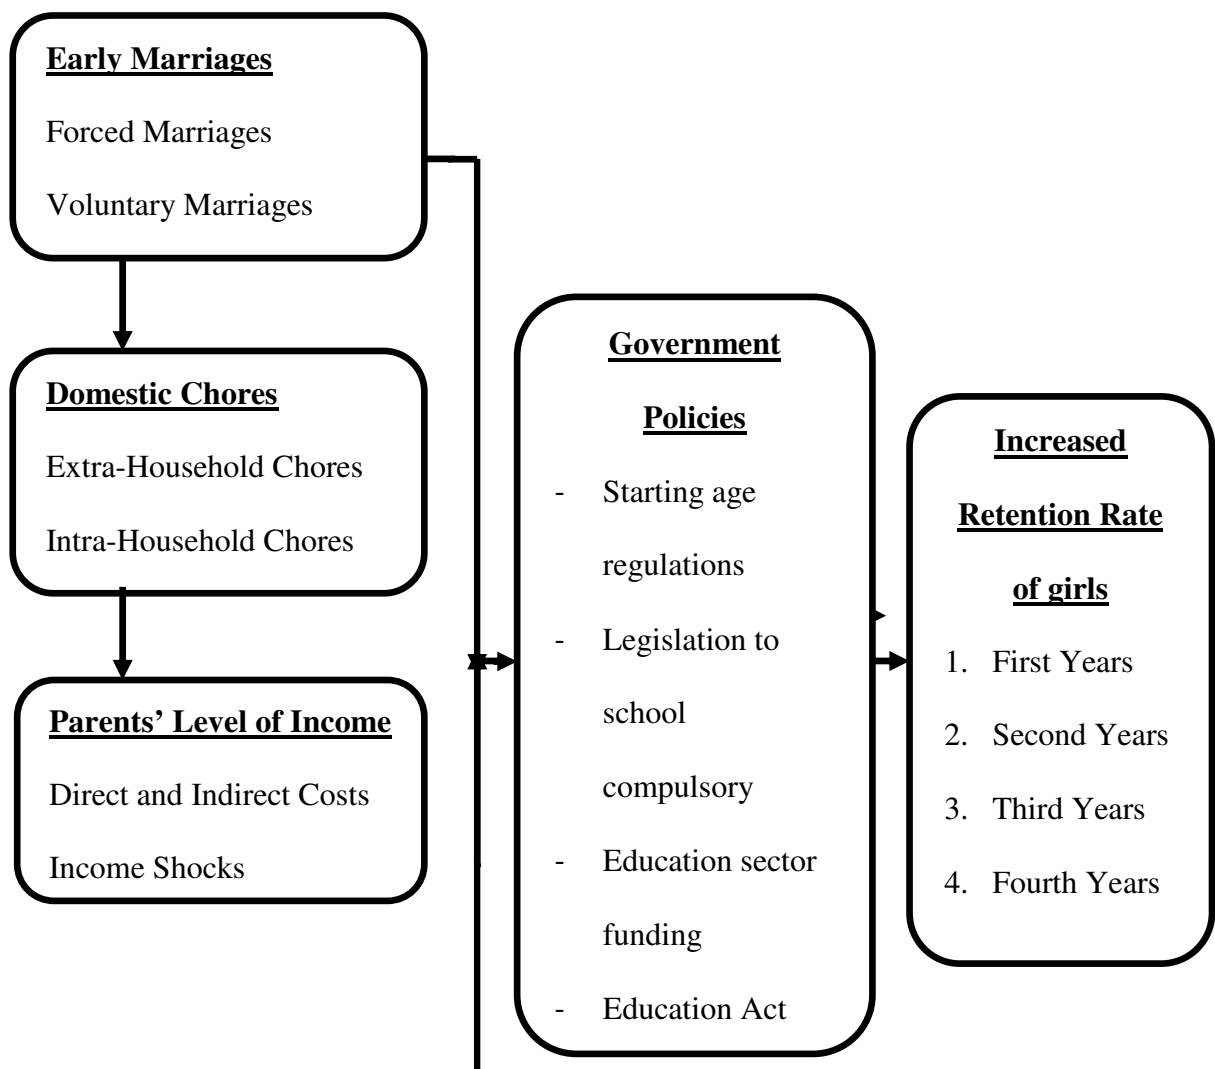 Early Marriages
Forced Marriages
Voluntary Marriages
Domestic Chores
Extra-Household Chores
Intra-Household Chores
Parents’ Level of Income
Direct and Indirect Costs
Income Shocks
Government
Policies
- Starting age
regulations
- Legislation to
school
compulsory
- Education sector
funding
- Education Act
Increased
Retention Rate
of girls
1. First Years
2. Second Years
3. Third Years
4. Fourth Years